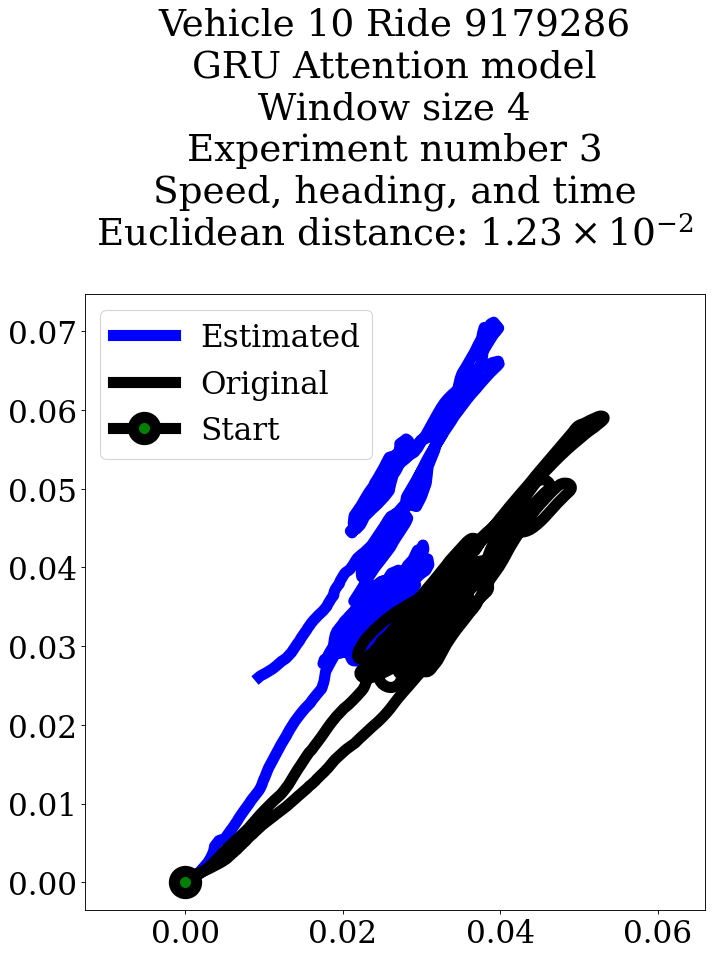 Vehicle 10 Ride 9179286
GRU Attention model
Window size 4
Experiment number 3
Speed, heading, and time
Euclidean distance: 1.23 × 10⁻²
Estimated
Original
Start
0.07
0.06
0.05
0.04
0.03
0.02
0.01
0.00
0.00 0.02 0.04 0.06